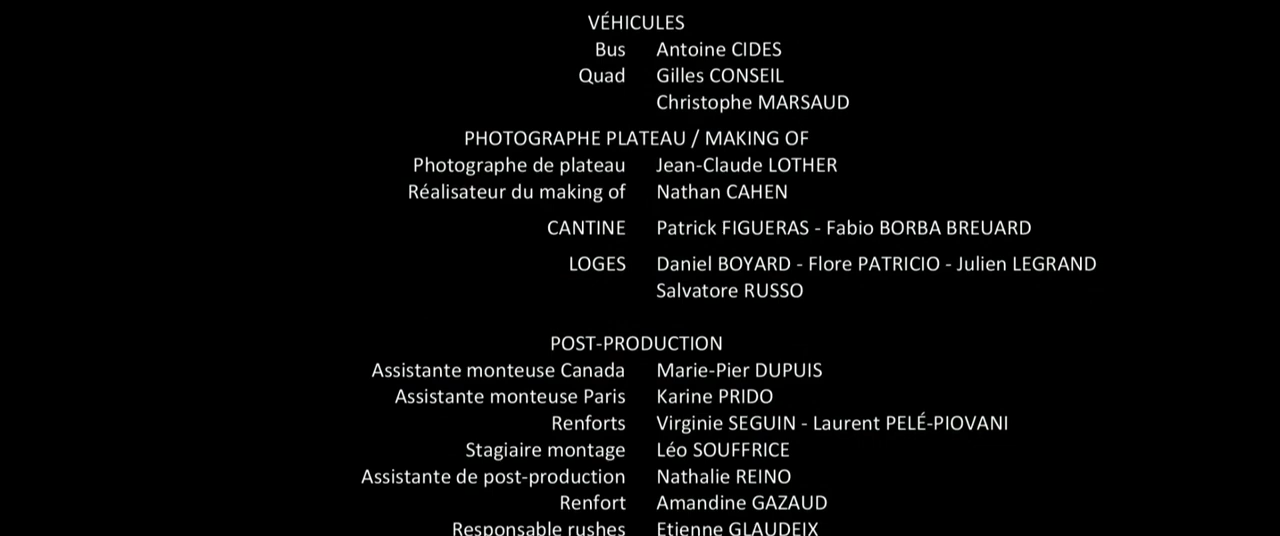 VÉHICULES
Bus Antoine CIDES
Quad Gilles CONSEIL
Christophe MARSAUD
PHOTOGRAPHE PLATEAU / MAKING OF
Photographe de plateau Jean-Claude LOTHER
Réalisateur du making of Nathan CAHEN
CANTINE Patrick FIGUERAS - Fabio BORBA BREUARD
LOGES Daniel BOYARD - Flore PATRICIO - Julien LEGRAND
Salvatore RUSSO
POST-PRODUCTION
Assistante monteuse Canada Marie-Pier DUPUIS
Assistante monteuse Paris Karine PRIDO
Renforts Virginie SEGUIN - Laurent PELÉ-PIOVANI
Stagiaire montage Léo SOUFFRICE
Assistante de post-production Nathalie REINO
Renfort Amandine GAZAUD
Responsable rushes Etienne GLAUDEIX